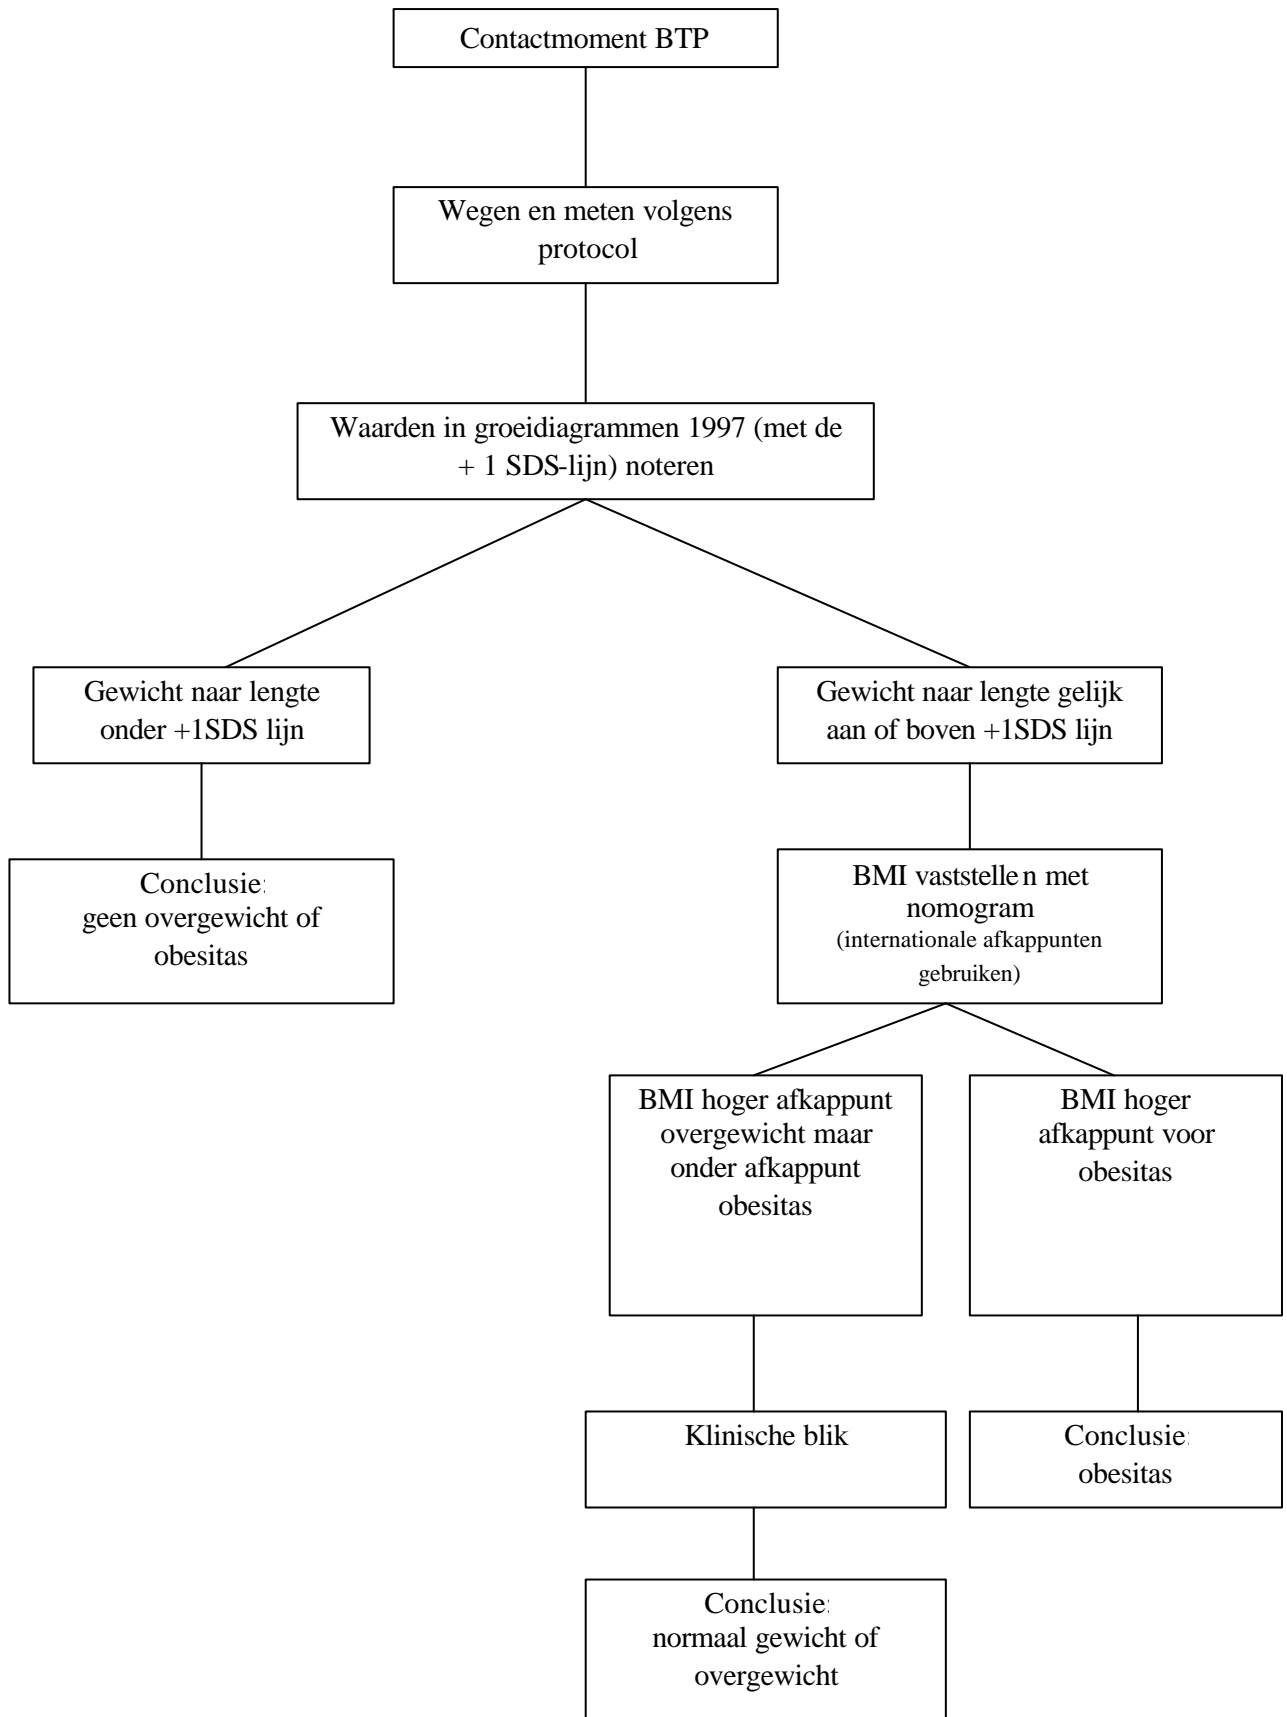 Contactmoment BTP
Wegen en meten volgens
protocol
Waarden in groeidiagrammen 1997 (met de
+ 1 SDS-lijn) noteren
Gewicht naar lengte
onder +1SDS lijn
Gewicht naar lengte gelijk
aan of boven +1SDS lijn
Conclusie:
geen overgewicht of
obesitas
BMI vaststellen met
nomogram
(internationale afkappunten
gebruiken)
BMI hoger afkappunt
overgewicht maar
onder afkappunt
obesitas
BMI hoger
afkappunt voor
obesitas
Klinische blik
Conclusie:
obesitas
Conclusie:
normaal gewicht of
overgewicht